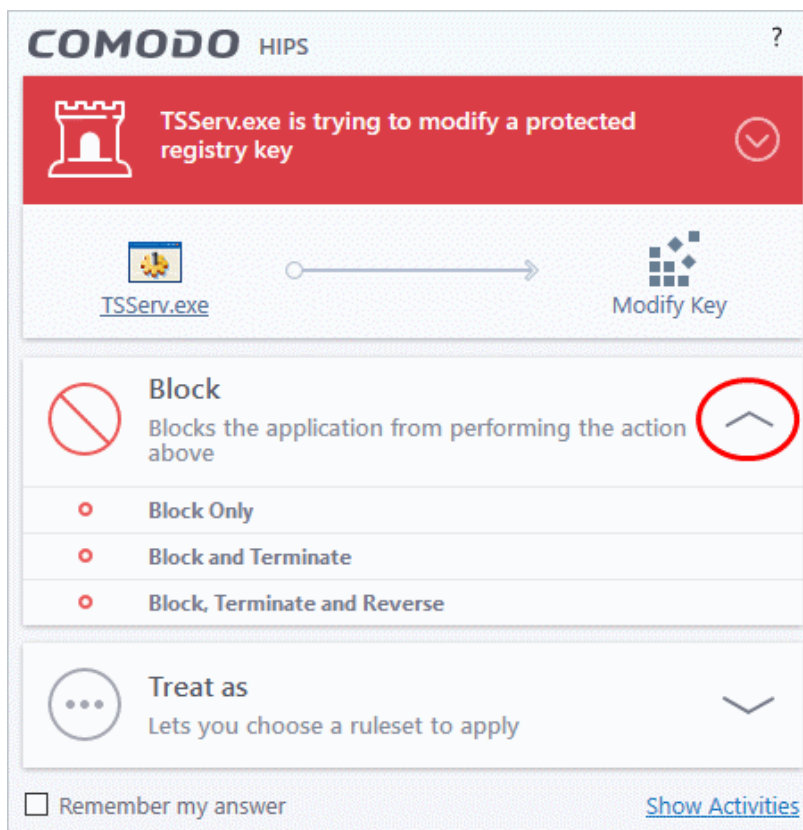 COMODO HIPS ?
TSServ.exe is trying to modify a protected
registry key
TSServ.exe Modify Key
Block
Blocks the application from performing the action
above
Block Only
Block and Terminate
Block, Terminate and Reverse
Treat as
Lets you choose a ruleset to apply
Remember my answer Show Activities